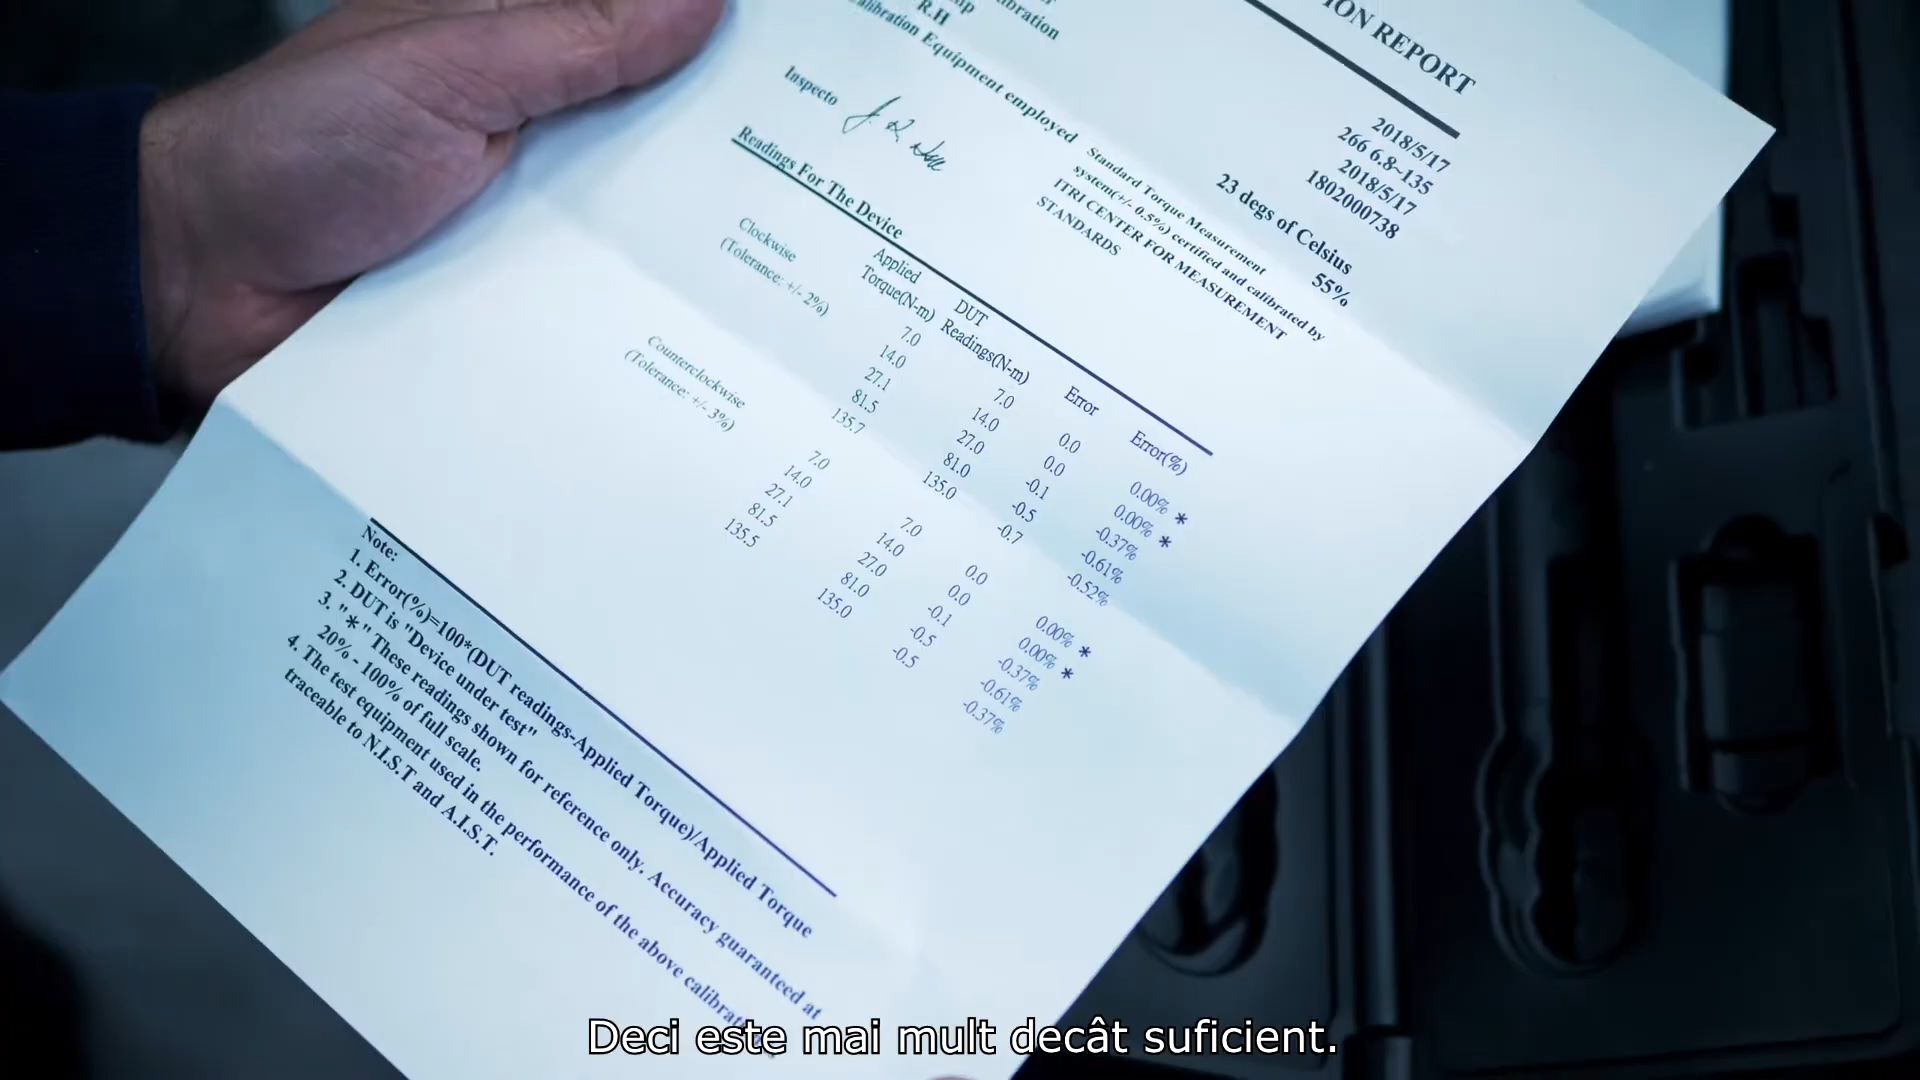 ION REPORT
2018/5/17
266 6.8~135
2018/5/17
1802000738
23 degs of Celsius
R.H 55%
Calibration Equipment employed Standard Torque Measurement
system(+/- 0.5%) certified and calibrated by
ITRI CENTER FOR MEASUREMENT
STANDARDS
Inspecto
Readings For The Device
Applied DUT Error Error(%)
Torque(N-m) Readings(N-m)
Clockwise 7.0 7.0 0.0 0.00% *
(Tolerance: +/- 2%) 14.0 14.0 0.0 0.00% *
27.1 27.0 -0.1 -0.37%
81.5 81.0 -0.5 -0.61%
135.7 135.0 -0.7 -0.52%
Counterclockwise 7.0 7.0 0.0 0.00% *
(Tolerance: +/- 3%) 14.0 14.0 0.0 0.00% *
27.1 27.0 -0.1 -0.37%
81.5 81.0 -0.5 -0.61%
135.5 135.0 -0.5 -0.37%
Note:
1. Error(%)=100*(DUT readings-Applied Torque)/Applied Torque
2. DUT is "Device under test"
3. "*" These readings shown for reference only. Accuracy guaranteed at
20% - 100% of full scale.
4. The test equipment used in the performance of the above calibrat
traceable to N.I.S.T and A.I.S.T.
Deci este mai mult decât suficient.